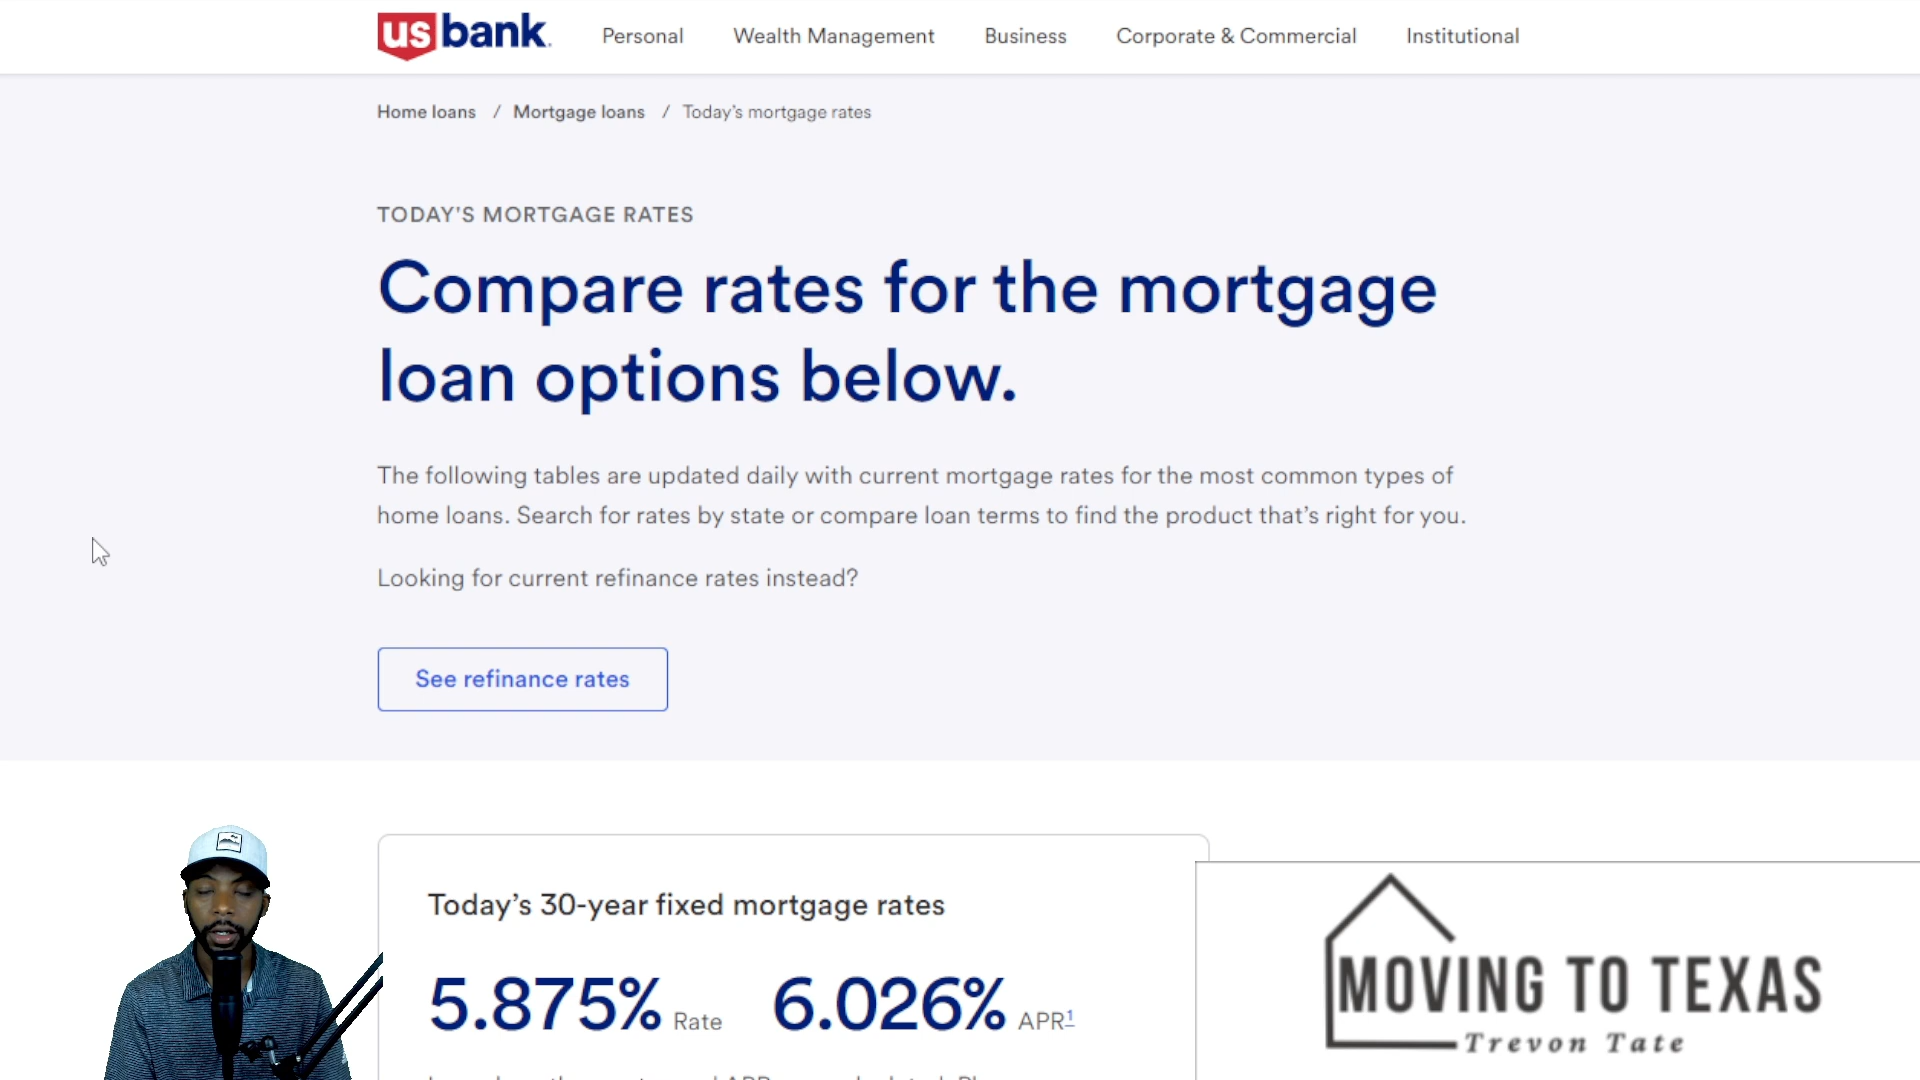 usbank.
Personal Wealth Management Business Corporate & Commercial Institutional
Home loans / Mortgage loans / Today's mortgage rates
TODAY'S MORTGAGE RATES
Compare rates for the mortgage
loan options below.
The following tables are updated daily with current mortgage rates for the most common types of
home loans. Search for rates by state or compare loan terms to find the product that's right for you.
Looking for current refinance rates instead?
See refinance rates
Today's 30-year fixed mortgage rates
5.875% Rate 6.026% APR1
MOVING TO TEXAS
Trevon Tate